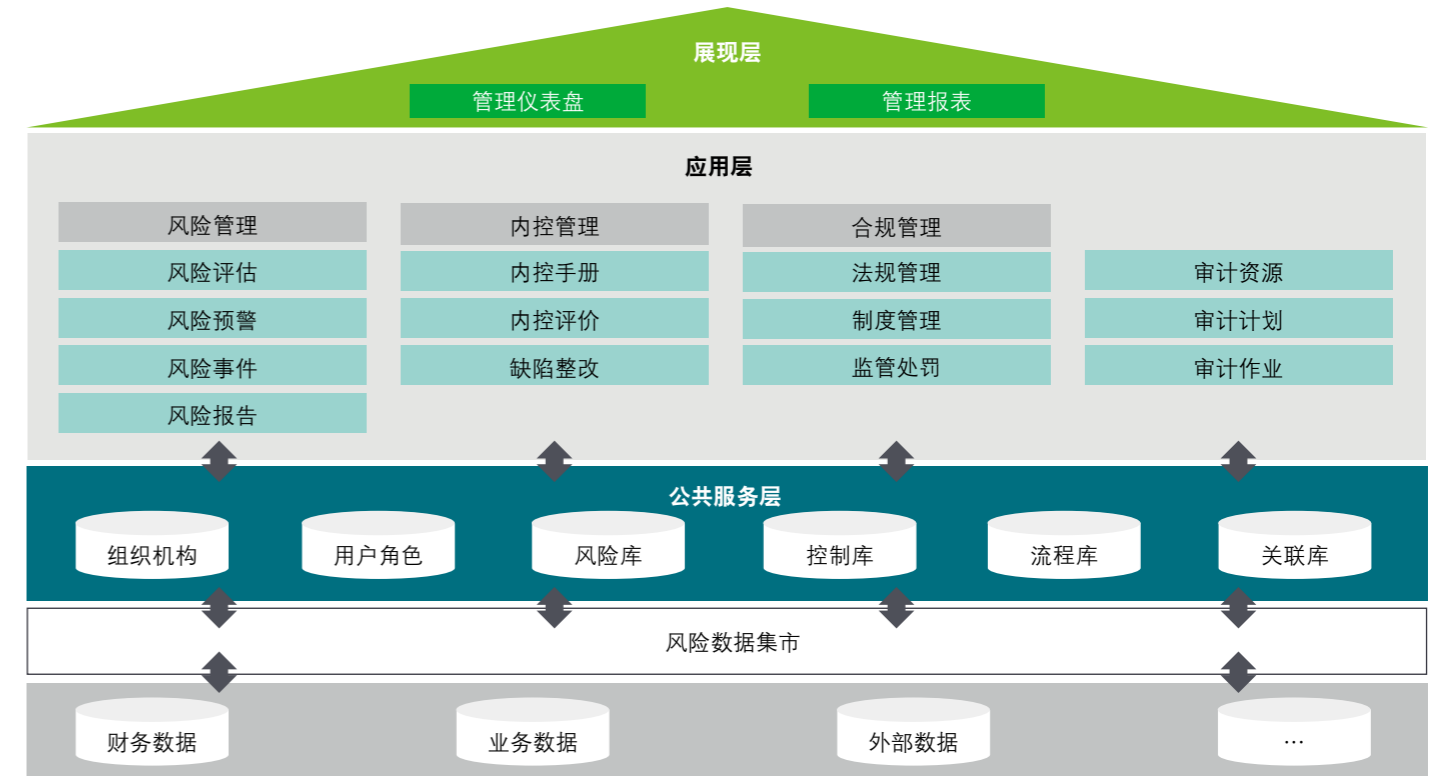 展现层
管理仪表盘
管理报表
应用层
风险管理
风险评估
风险预警
风险事件
风险报告
内控管理
内控手册
内控评价
缺陷整改
合规管理
法规管理
制度管理
监管处罚
审计资源
审计计划
审计作业
公共服务层
组织机构
用户角色
风险库
控制库
流程库
关联库
风险数据集市
财务数据
业务数据
外部数据
…